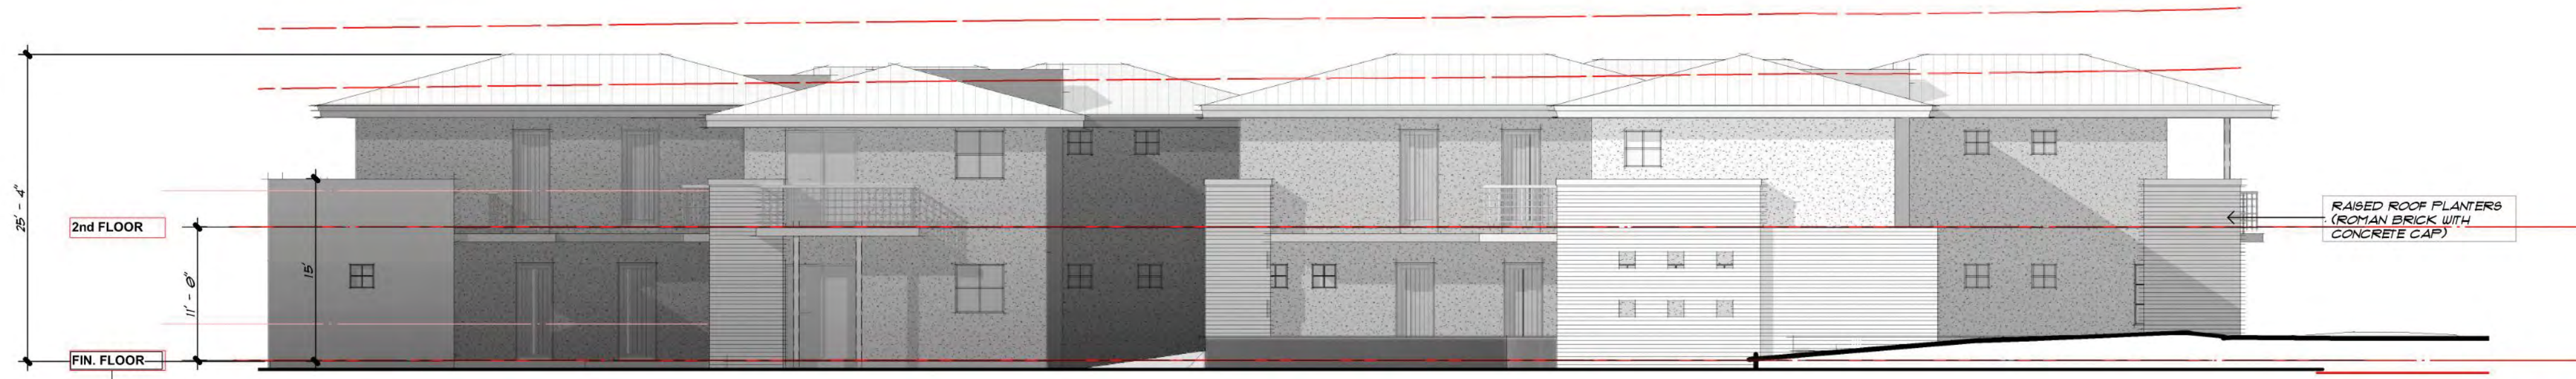 25' - 4"
2nd FLOOR
15'
11' - 0"
FIN. FLOOR
RAISED ROOF PLANTERS
(ROMAN BRICK WITH
CONCRETE CAP)